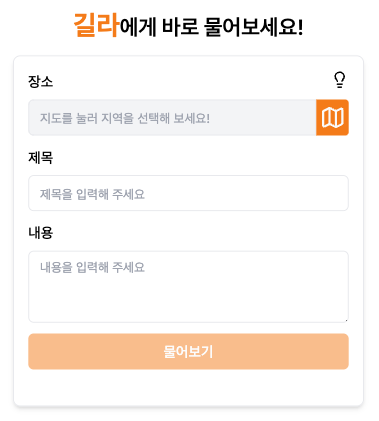 길라에게 바로 물어보세요!
장소
지도를 눌러 지역을 선택해 보세요!
제목
제목을 입력해 주세요
내용
내용을 입력해 주세요
물어보기